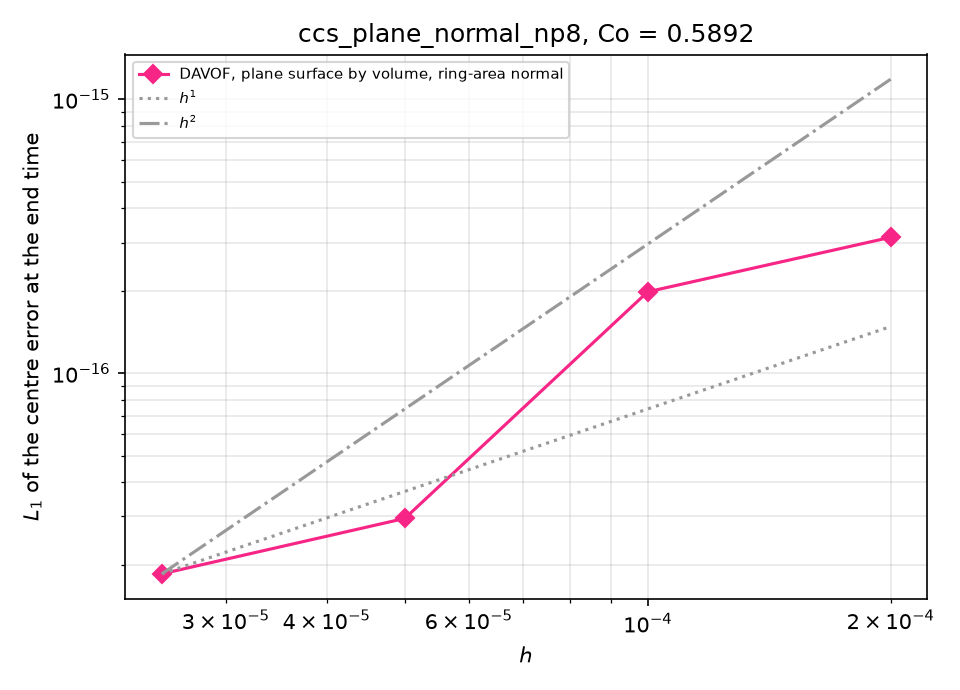 ccs_plane_normal_np8, Co = 0.5892
DAVOF, plane surface by volume, ring-area normal
h¹
h²
L₁ of the centre error at the end time
10⁻¹⁵
10⁻¹⁶
3 × 10⁻⁵
4 × 10⁻⁵
6 × 10⁻⁵
10⁻⁴
2 × 10⁻⁴
h